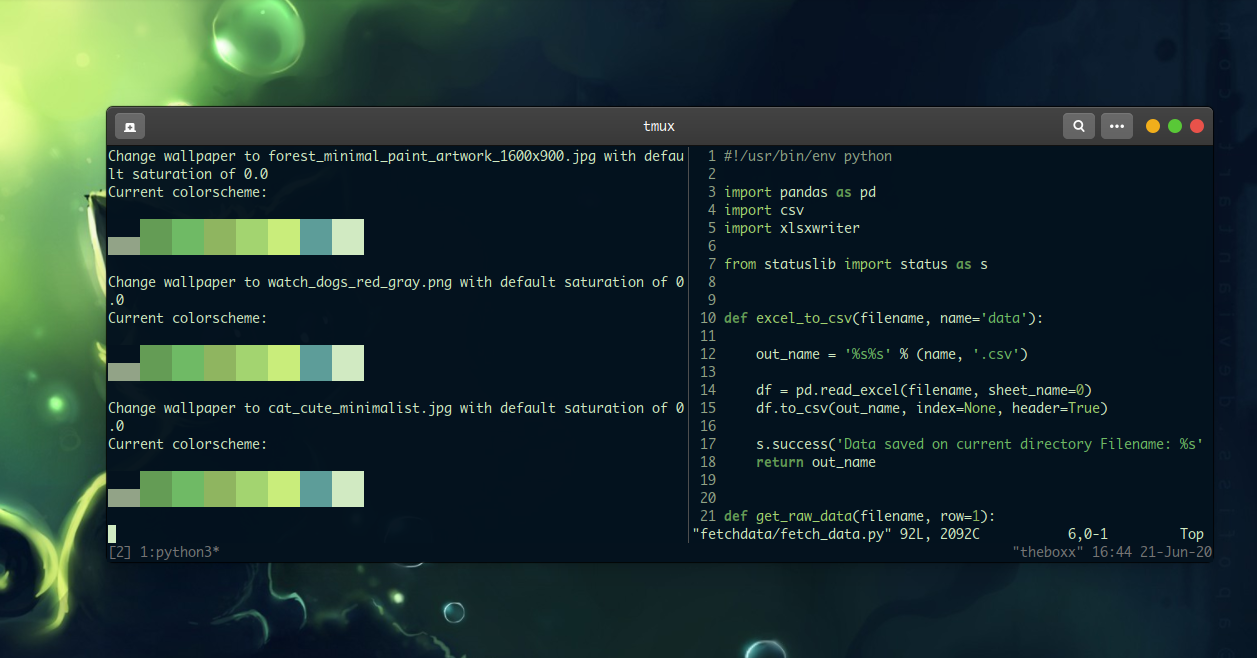 tmux
Change wallpaper to forest_minimal_paint_artwork_1600x900.jpg with defau
lt saturation of 0.0
Current colorscheme:
Change wallpaper to watch_dogs_red_gray.png with default saturation of 0
.0
Current colorscheme:
Change wallpaper to cat_cute_minimalist.jpg with default saturation of 0
.0
Current colorscheme:
1 #!/usr/bin/env python
2
3 import pandas as pd
4 import csv
5 import xlsxwriter
6
7 from statuslib import status as s
8
9
10 def excel_to_csv(filename, name='data'):
11
12     out_name = '%s%s' % (name, '.csv')
13
14     df = pd.read_excel(filename, sheet_name=0)
15     df.to_csv(out_name, index=None, header=True)
16
17     s.success('Data saved on current directory Filename: %s'
18     return out_name
19
20
21 def get_raw_data(filename, row=1):
"fetchdata/fetch_data.py" 92L, 2092C 6,0-1 Top
[2] 1:python3* "theboxx" 16:44 21-Jun-20